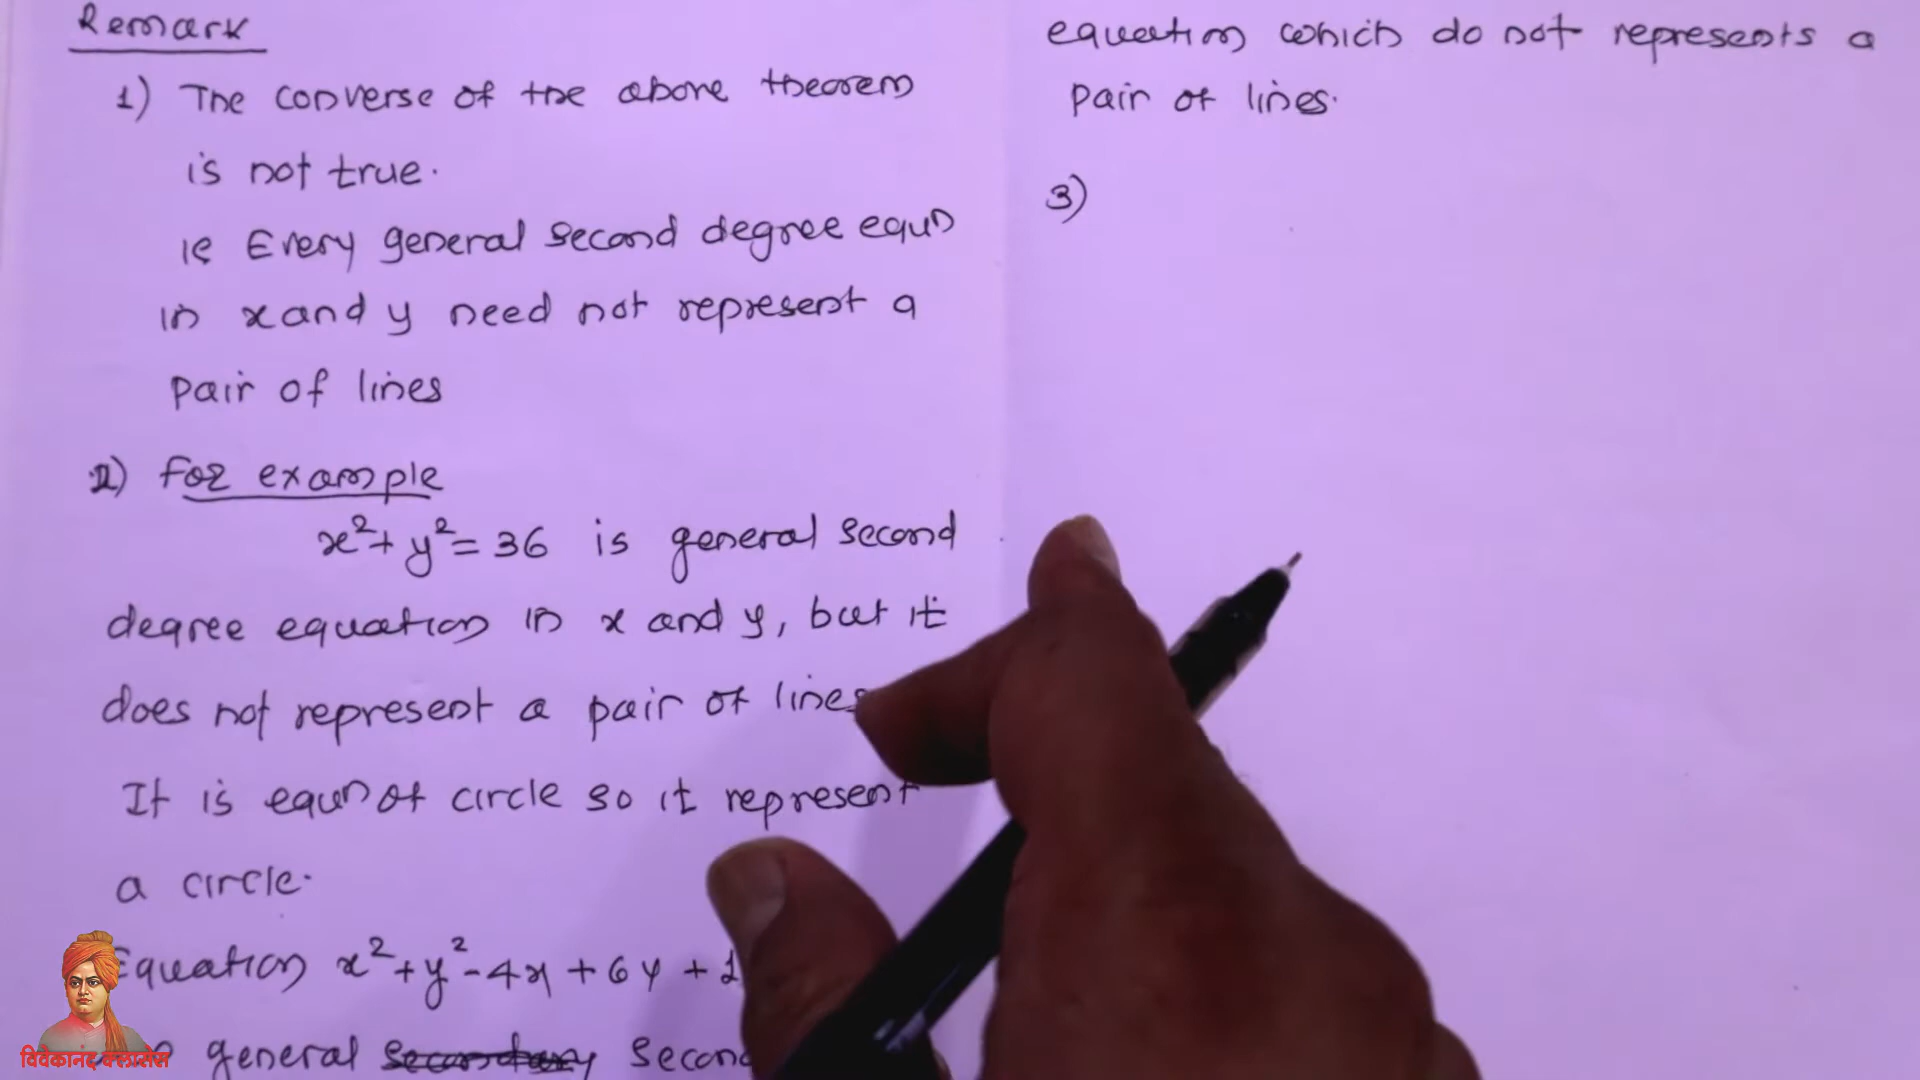 Remark
1) The converse of the above theorem
is not true.
ie Every general second degree equn
in x and y need not represent a
pair of lines
2) For example
x²+y²=36 is general second
degree equation in x and y, but it
does not represent a pair of lines
It is equn of circle so it represent
a circle.
Equation x²+y²-4x+6y+
general second
विवेकानंद क्लासेस
equation which do not represents a
pair of lines.
3)